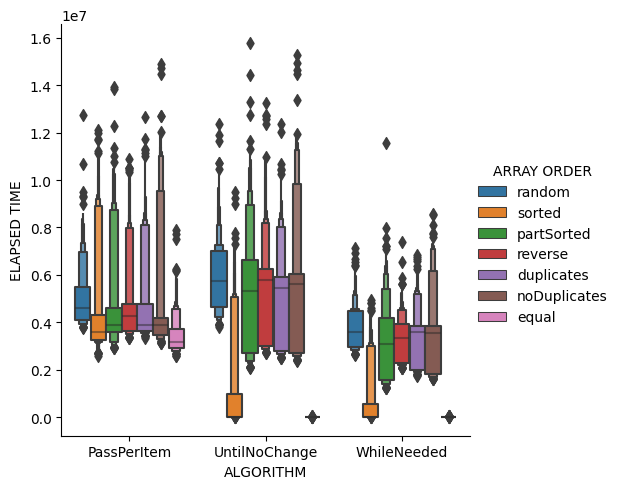 1e7
1.6
1.4
1.2
1.0
0.8
0.6
0.4
0.2
0.0
ELAPSED TIME
PassPerItem
UntilNoChange
WhileNeeded
ALGORITHM
ARRAY ORDER
random
sorted
partSorted
reverse
duplicates
noDuplicates
equal